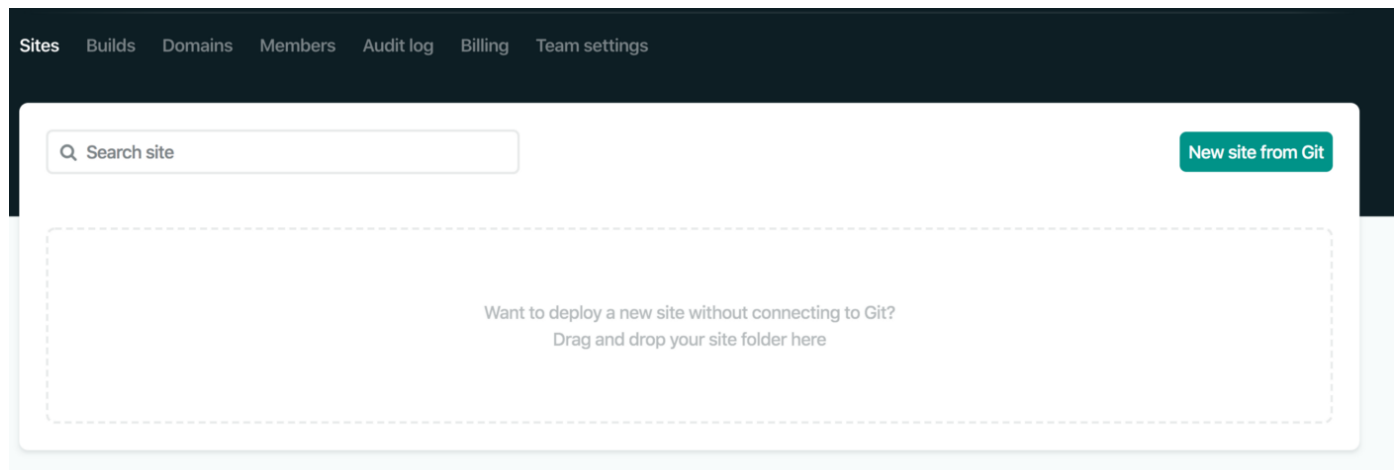 Sites Builds Domains Members Audit log Billing Team settings
Search site
New site from Git
Want to deploy a new site without connecting to Git?
Drag and drop your site folder here